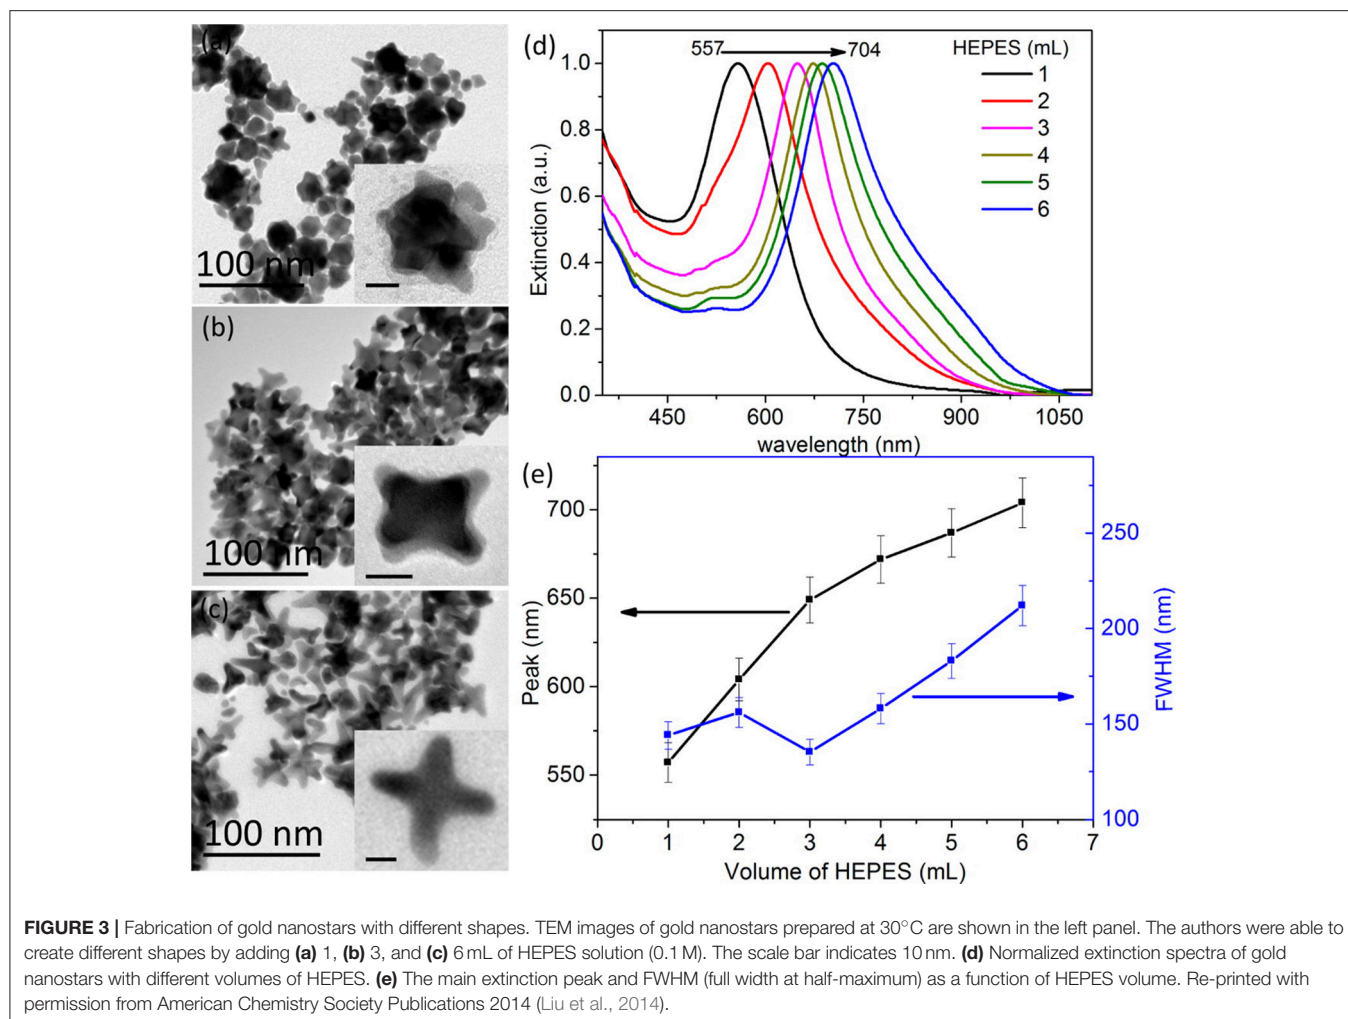 (a)
100 nm
(b)
100 nm
(c)
100 nm
(d)
557
704
HEPES (mL)
1
2
3
4
5
6
1.0
0.8
0.6
0.4
0.2
0.0
Extinction (a.u.)
450
600
750
900
1050
wavelength (nm)
(e)
700
650
600
550
Peak (nm)
250
200
150
100
FWHM (nm)
0
1
2
3
4
5
6
7
Volume of HEPES (mL)
FIGURE 3 | Fabrication of gold nanostars with different shapes. TEM images of gold nanostars prepared at 30°C are shown in the left panel. The authors were able to
create different shapes by adding (a) 1, (b) 3, and (c) 6 mL of HEPES solution (0.1 M). The scale bar indicates 10 nm. (d) Normalized extinction spectra of gold
nanostars with different volumes of HEPES. (e) The main extinction peak and FWHM (full width at half-maximum) as a function of HEPES volume. Re-printed with
permission from American Chemistry Society Publications 2014 (Liu et al., 2014).